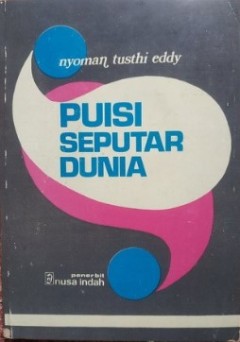 nyoman tusthi eddy
PUISI
SEPUTAR
DUNIA
penerbit
nusa indah